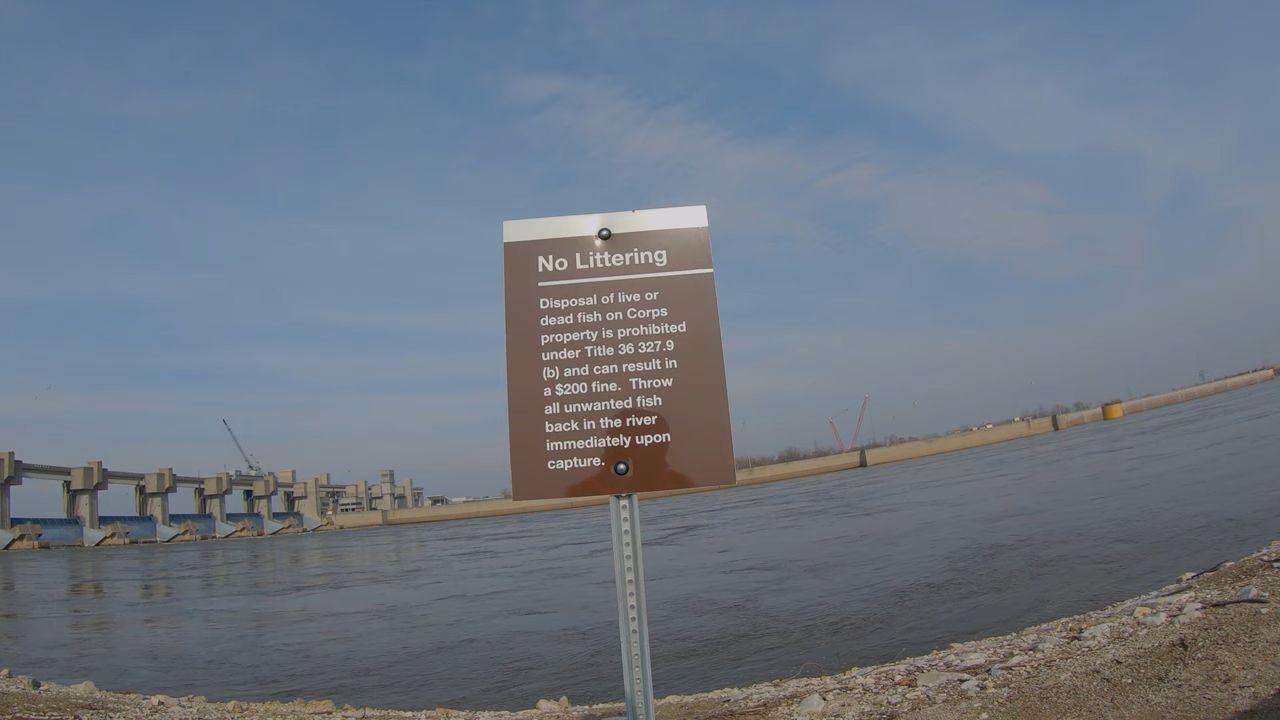 No Littering
Disposal of live or
dead fish on Corps
property is prohibited
under Title 36 327.9
(b) and can result in
a $200 fine.  Throw
all unwanted fish
back in the river
immediately upon
capture.